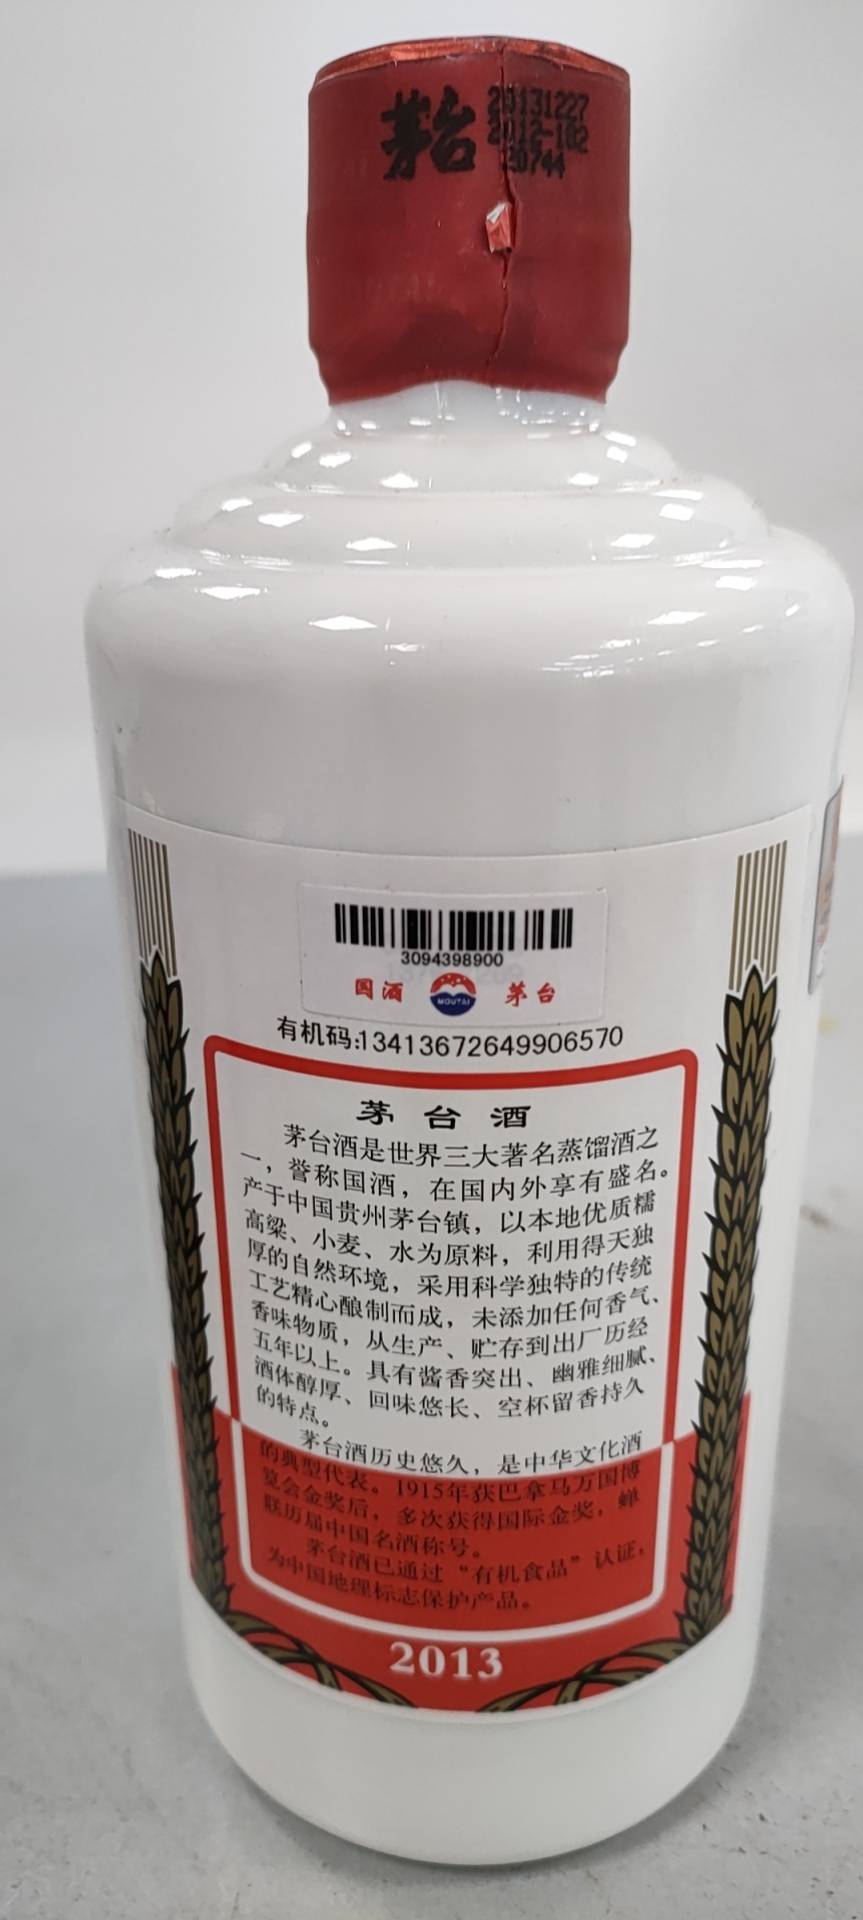 茅台
20131227
2012-182
20744
3094398900
国酒 MOUTAI 茅台
有机码:13413672649906570
茅台酒
茅台酒是世界三大著名蒸馏酒之
一，誉称国酒，在国内外享有盛名。
产于中国贵州茅台镇，以本地优质糯
高粱、小麦、水为原料，利用得天独
厚的自然环境，采用科学独特的传统
工艺精心酿制而成，未添加任何香气、
香味物质，从生产、贮存到出厂历经
五年以上。具有酱香突出、幽雅细腻、
酒体醇厚、回味悠长、空杯留香持久
的特点。
茅台酒历史悠久，是中华文化酒
的典型代表。1915年获巴拿马万国博
览会金奖后，多次获得国际金奖，蝉
联历届中国名酒称号。
茅台酒已通过“有机食品”认证，
为中国地理标志保护产品。
2013